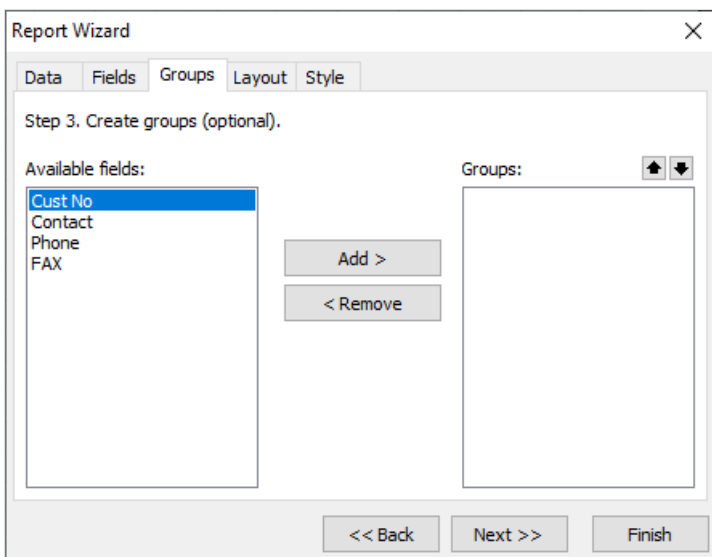 Report Wizard
Data Fields Groups Layout Style
Step 3. Create groups (optional).
Available fields: Groups:
Cust No
Contact
Phone
FAX
Add >
< Remove
<< Back Next >> Finish